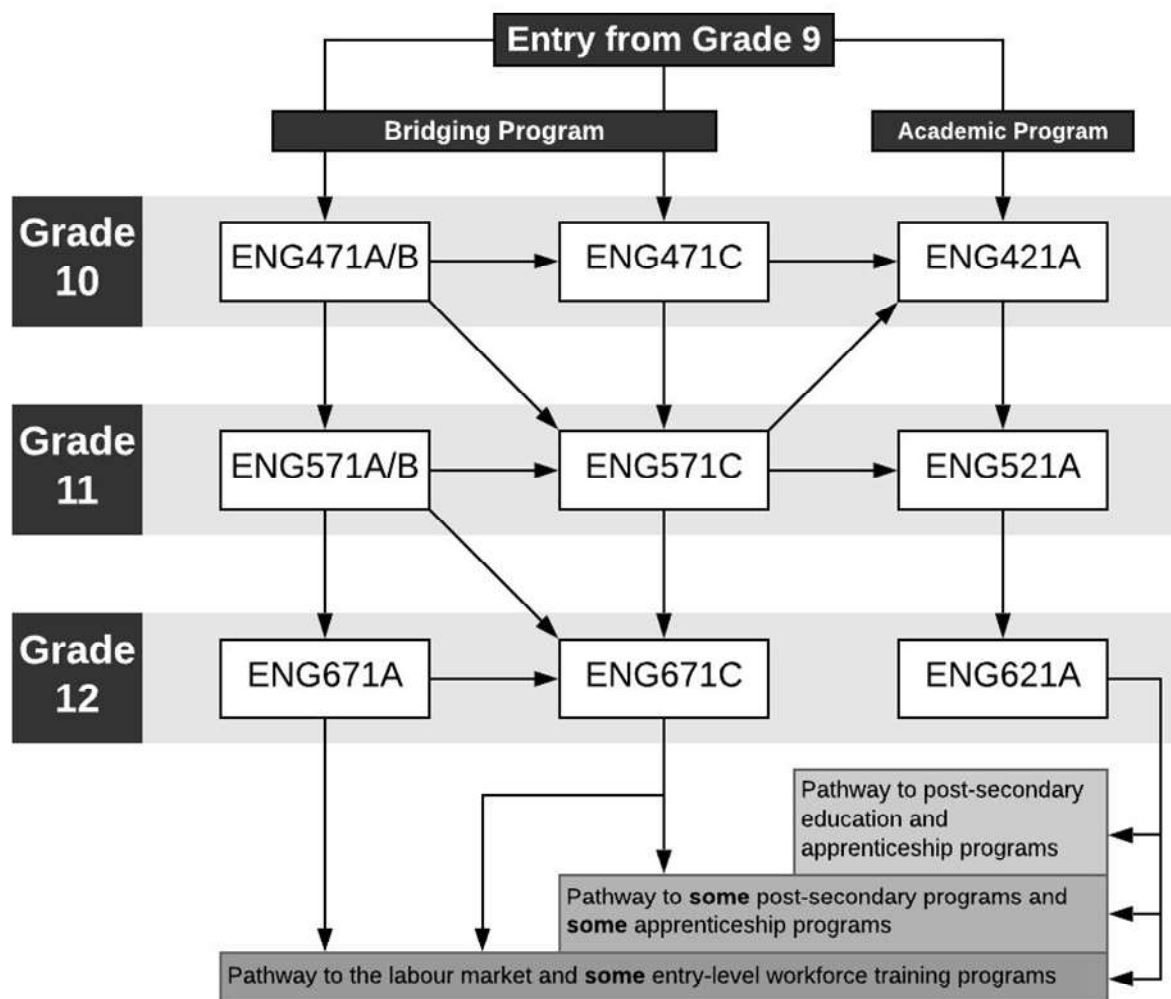 Entry from Grade 9
Bridging Program
Academic Program
Grade
10
ENG471A/B
ENG471C
ENG421A
Grade
11
ENG571A/B
ENG571C
ENG521A
Grade
12
ENG671A
ENG671C
ENG621A
Pathway to post-secondary
education and
apprenticeship programs
Pathway to some post-secondary programs and
some apprenticeship programs
Pathway to the labour market and some entry-level workforce training programs